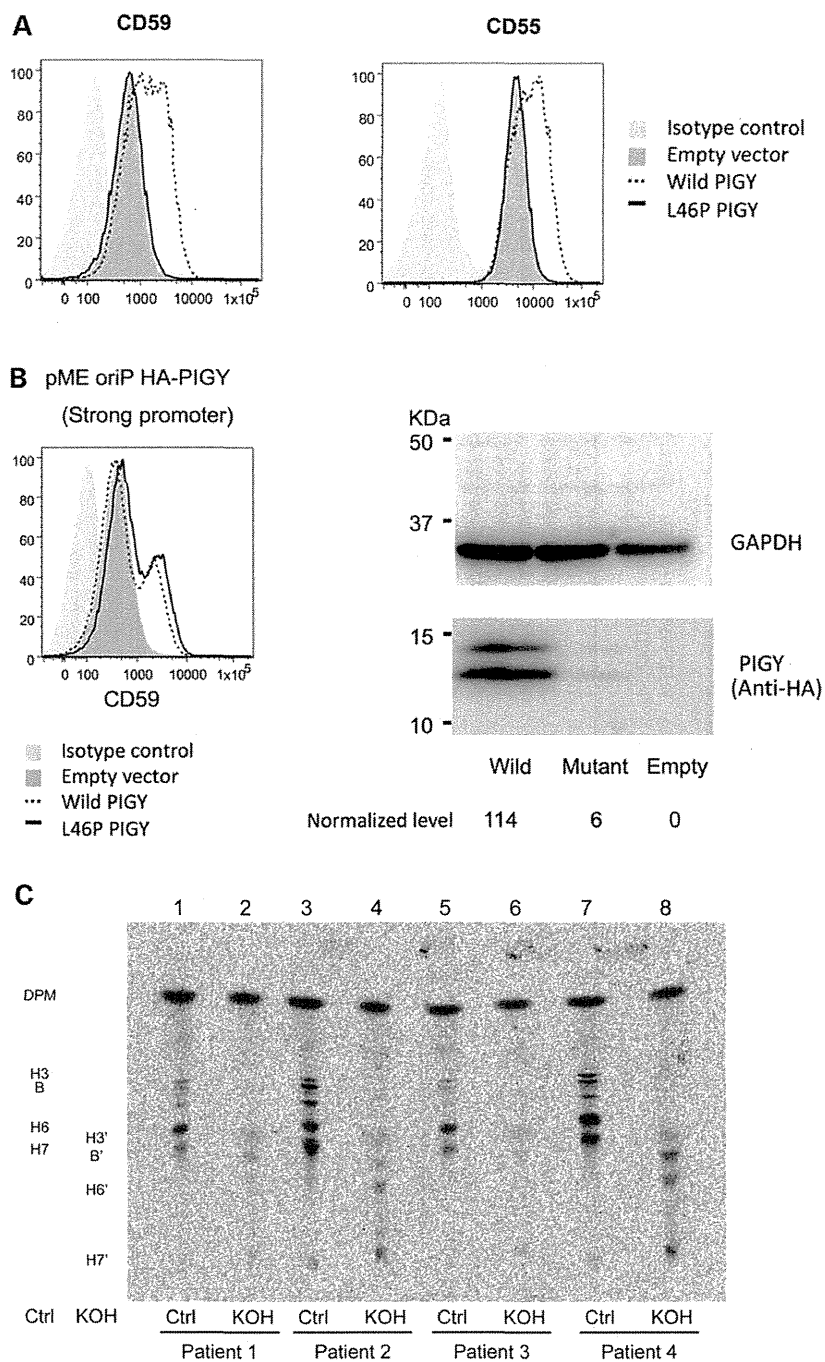 A
CD59
CD55
100
80
60
40
20
0
0 100 1000 10000 1x10⁵
100
80
60
40
20
0
0 100 1000 10000 1x10⁵
Isotype control
Empty vector
Wild PIGY
L46P PIGY
B pME oriP HA-PIGY
(Strong promoter)
100
80
60
40
20
0
0 100 1000 10000 1x10⁵
CD59
Isotype control
Empty vector
Wild PIGY
L46P PIGY
KDa
50
37
GAPDH
15
10
PIGY
(Anti-HA)
Wild Mutant Empty
Normalized level 114 6 0
C
1 2 3 4 5 6 7 8
DPM
H3
B
H6
H7
H3'
B'
H6'
H7'
Ctrl KOH Ctrl KOH Ctrl KOH Ctrl KOH Ctrl KOH
Patient 1 Patient 2 Patient 3 Patient 4